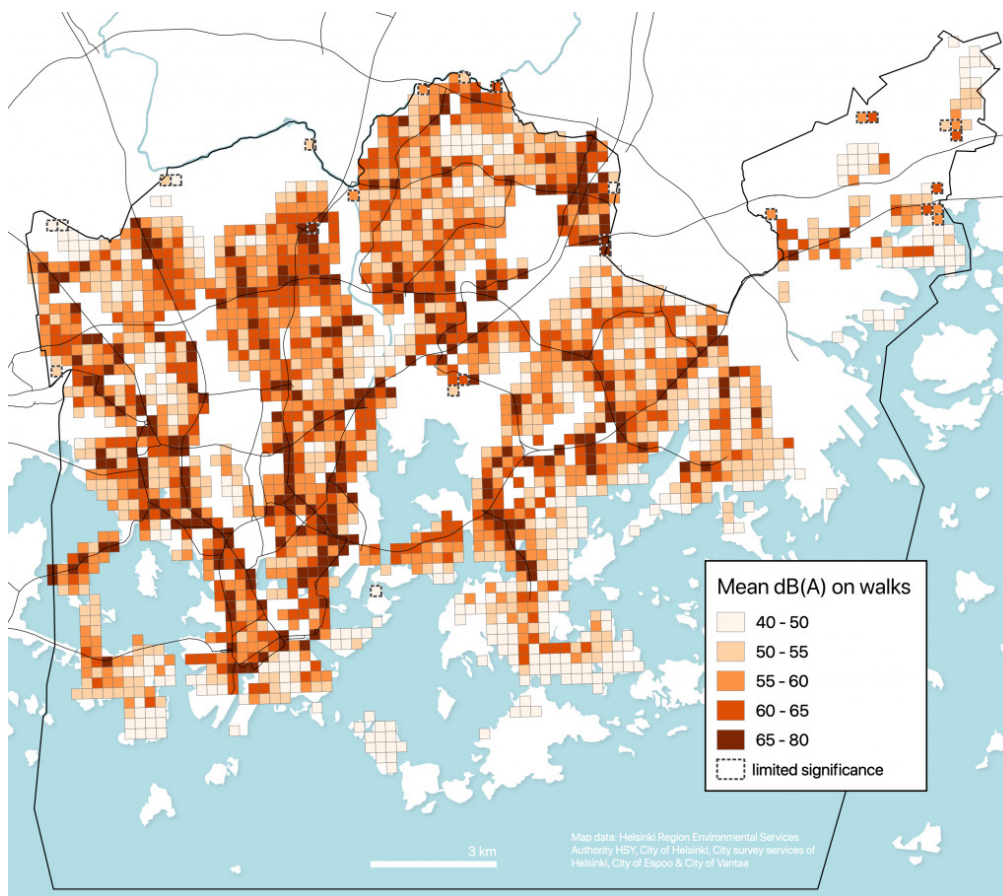 Mean dB(A) on walks
40 - 50
50 - 55
55 - 60
60 - 65
65 - 80
limited significance
3 km
Map data: Helsinki Region Environmental Services
Authority HSY, City of Helsinki, City survey services of
Helsinki, City of Espoo & City of Vantaa